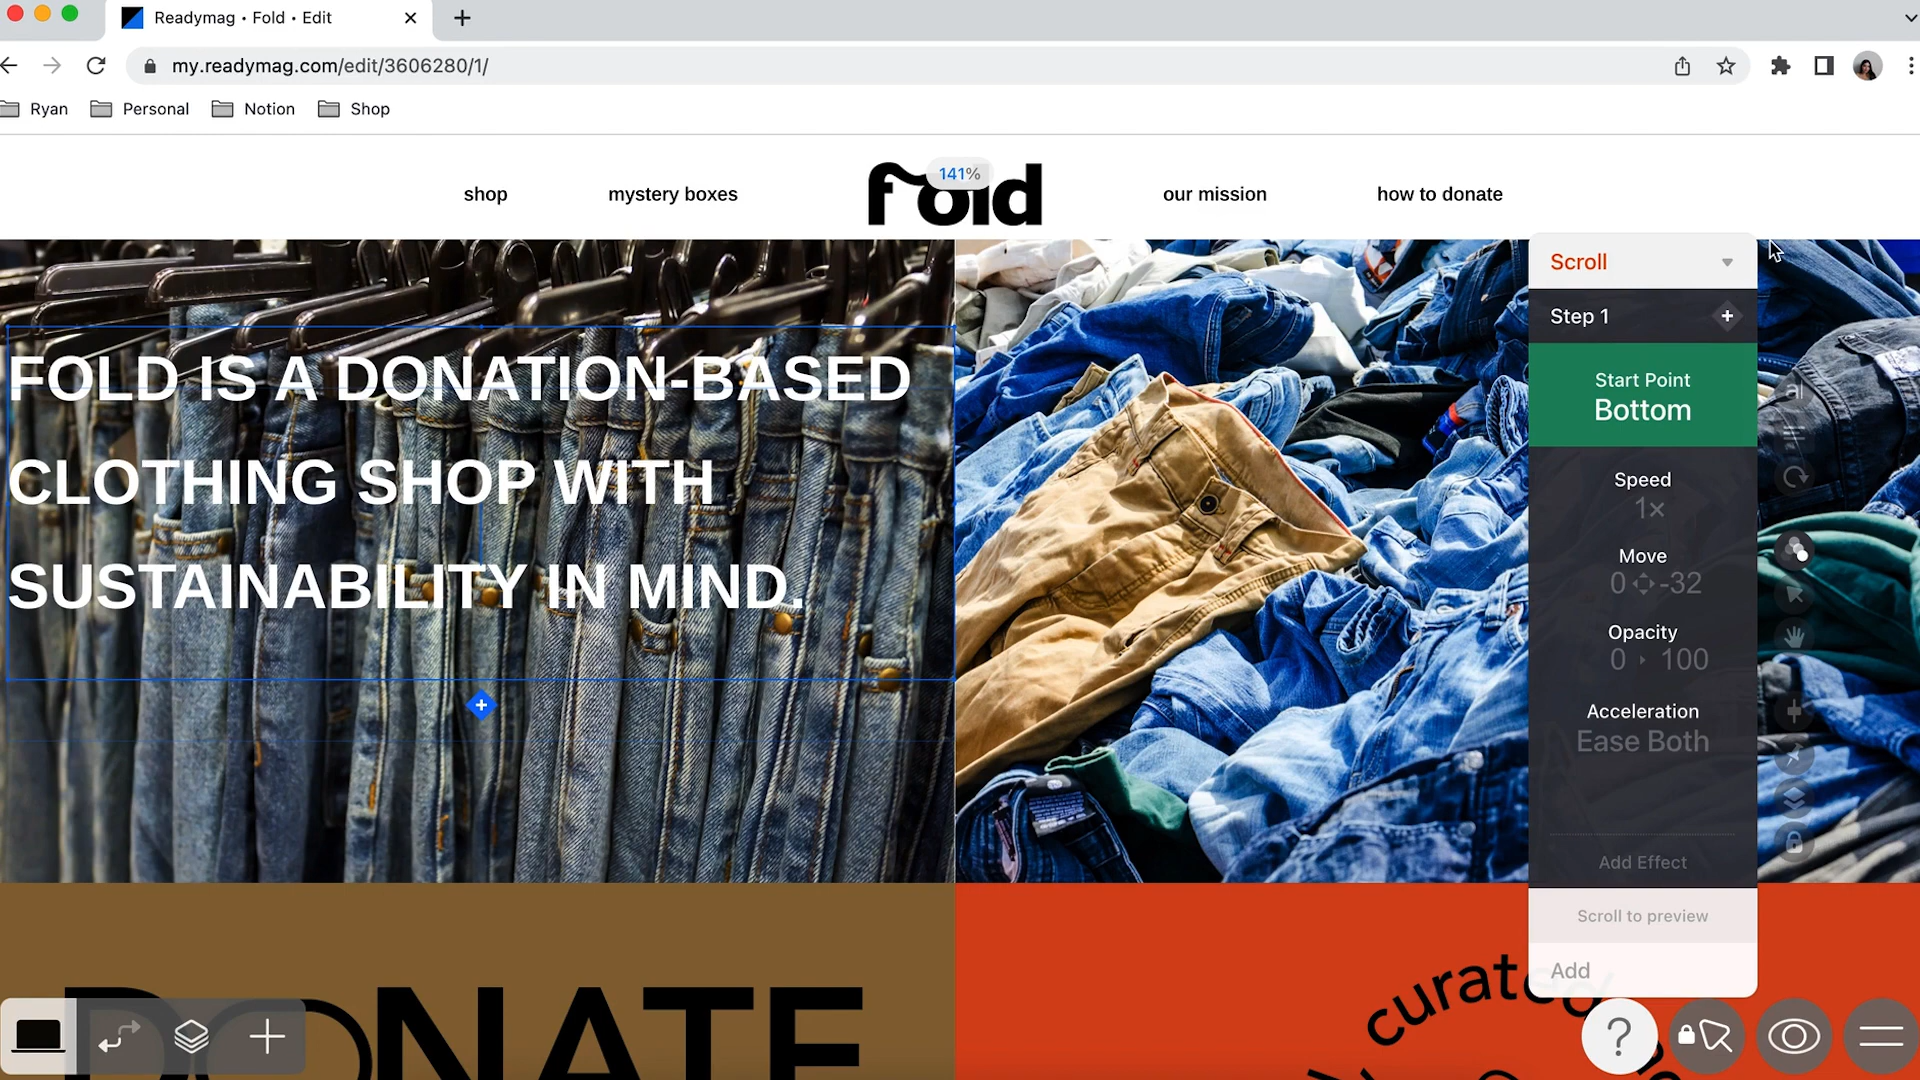 Readymag • Fold • Edit
my.readymag.com/edit/3606280/1/
Ryan
Personal
Notion
Shop
shop
mystery boxes
fold
141%
our mission
how to donate
FOLD IS A DONATION-BASED
CLOTHING SHOP WITH
SUSTAINABILITY IN MIND.
Scroll
Step 1
Start Point
Bottom
Speed
1×
Move
0 -32
Opacity
0 100
Acceleration
Ease Both
Add Effect
Scroll to preview
Add
DONATE
curated
?